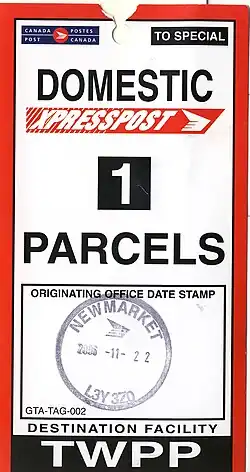 CANADA POSTES
POST CANADA
TO SPECIAL
DOMESTIC
XPRESSPOST
1
PARCELS
ORIGINATING OFFICE DATE STAMP
NEWMARKET
2006 -11- 22
L3Y 3Z0
GTA-TAG-002
DESTINATION FACILITY
TWPP